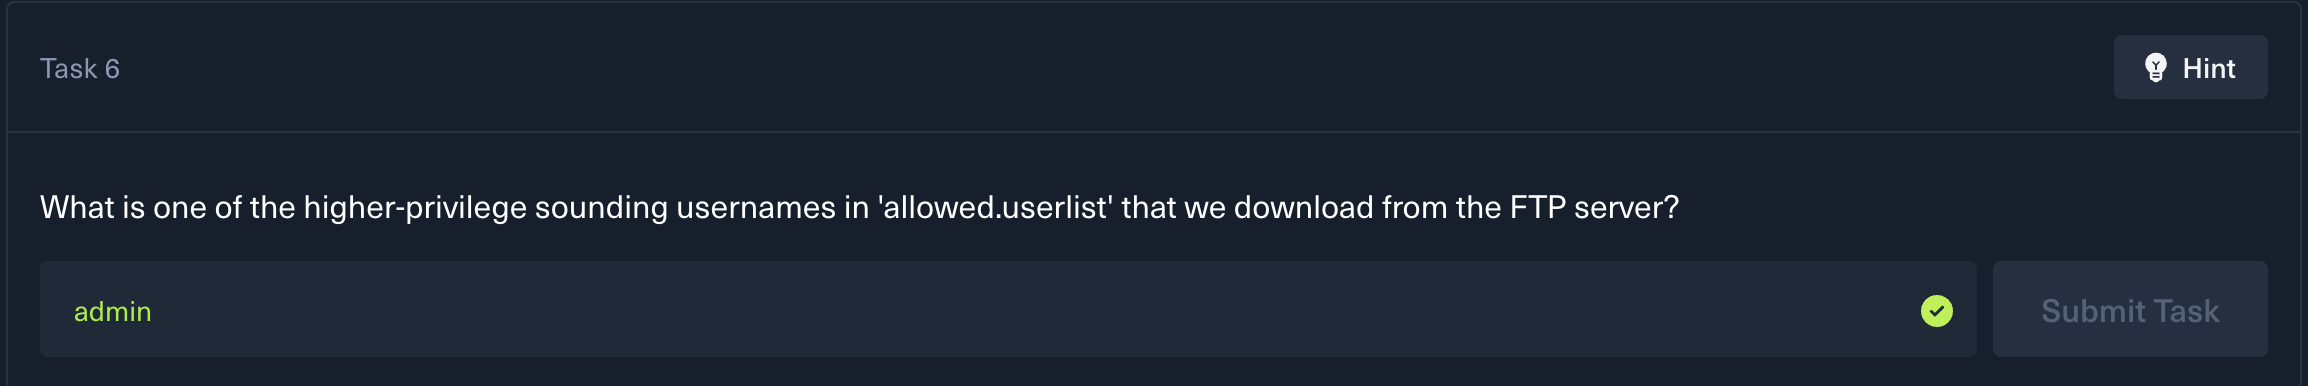 Task 6
Hint
What is one of the higher-privilege sounding usernames in 'allowed.userlist' that we download from the FTP server?
admin
Submit Task